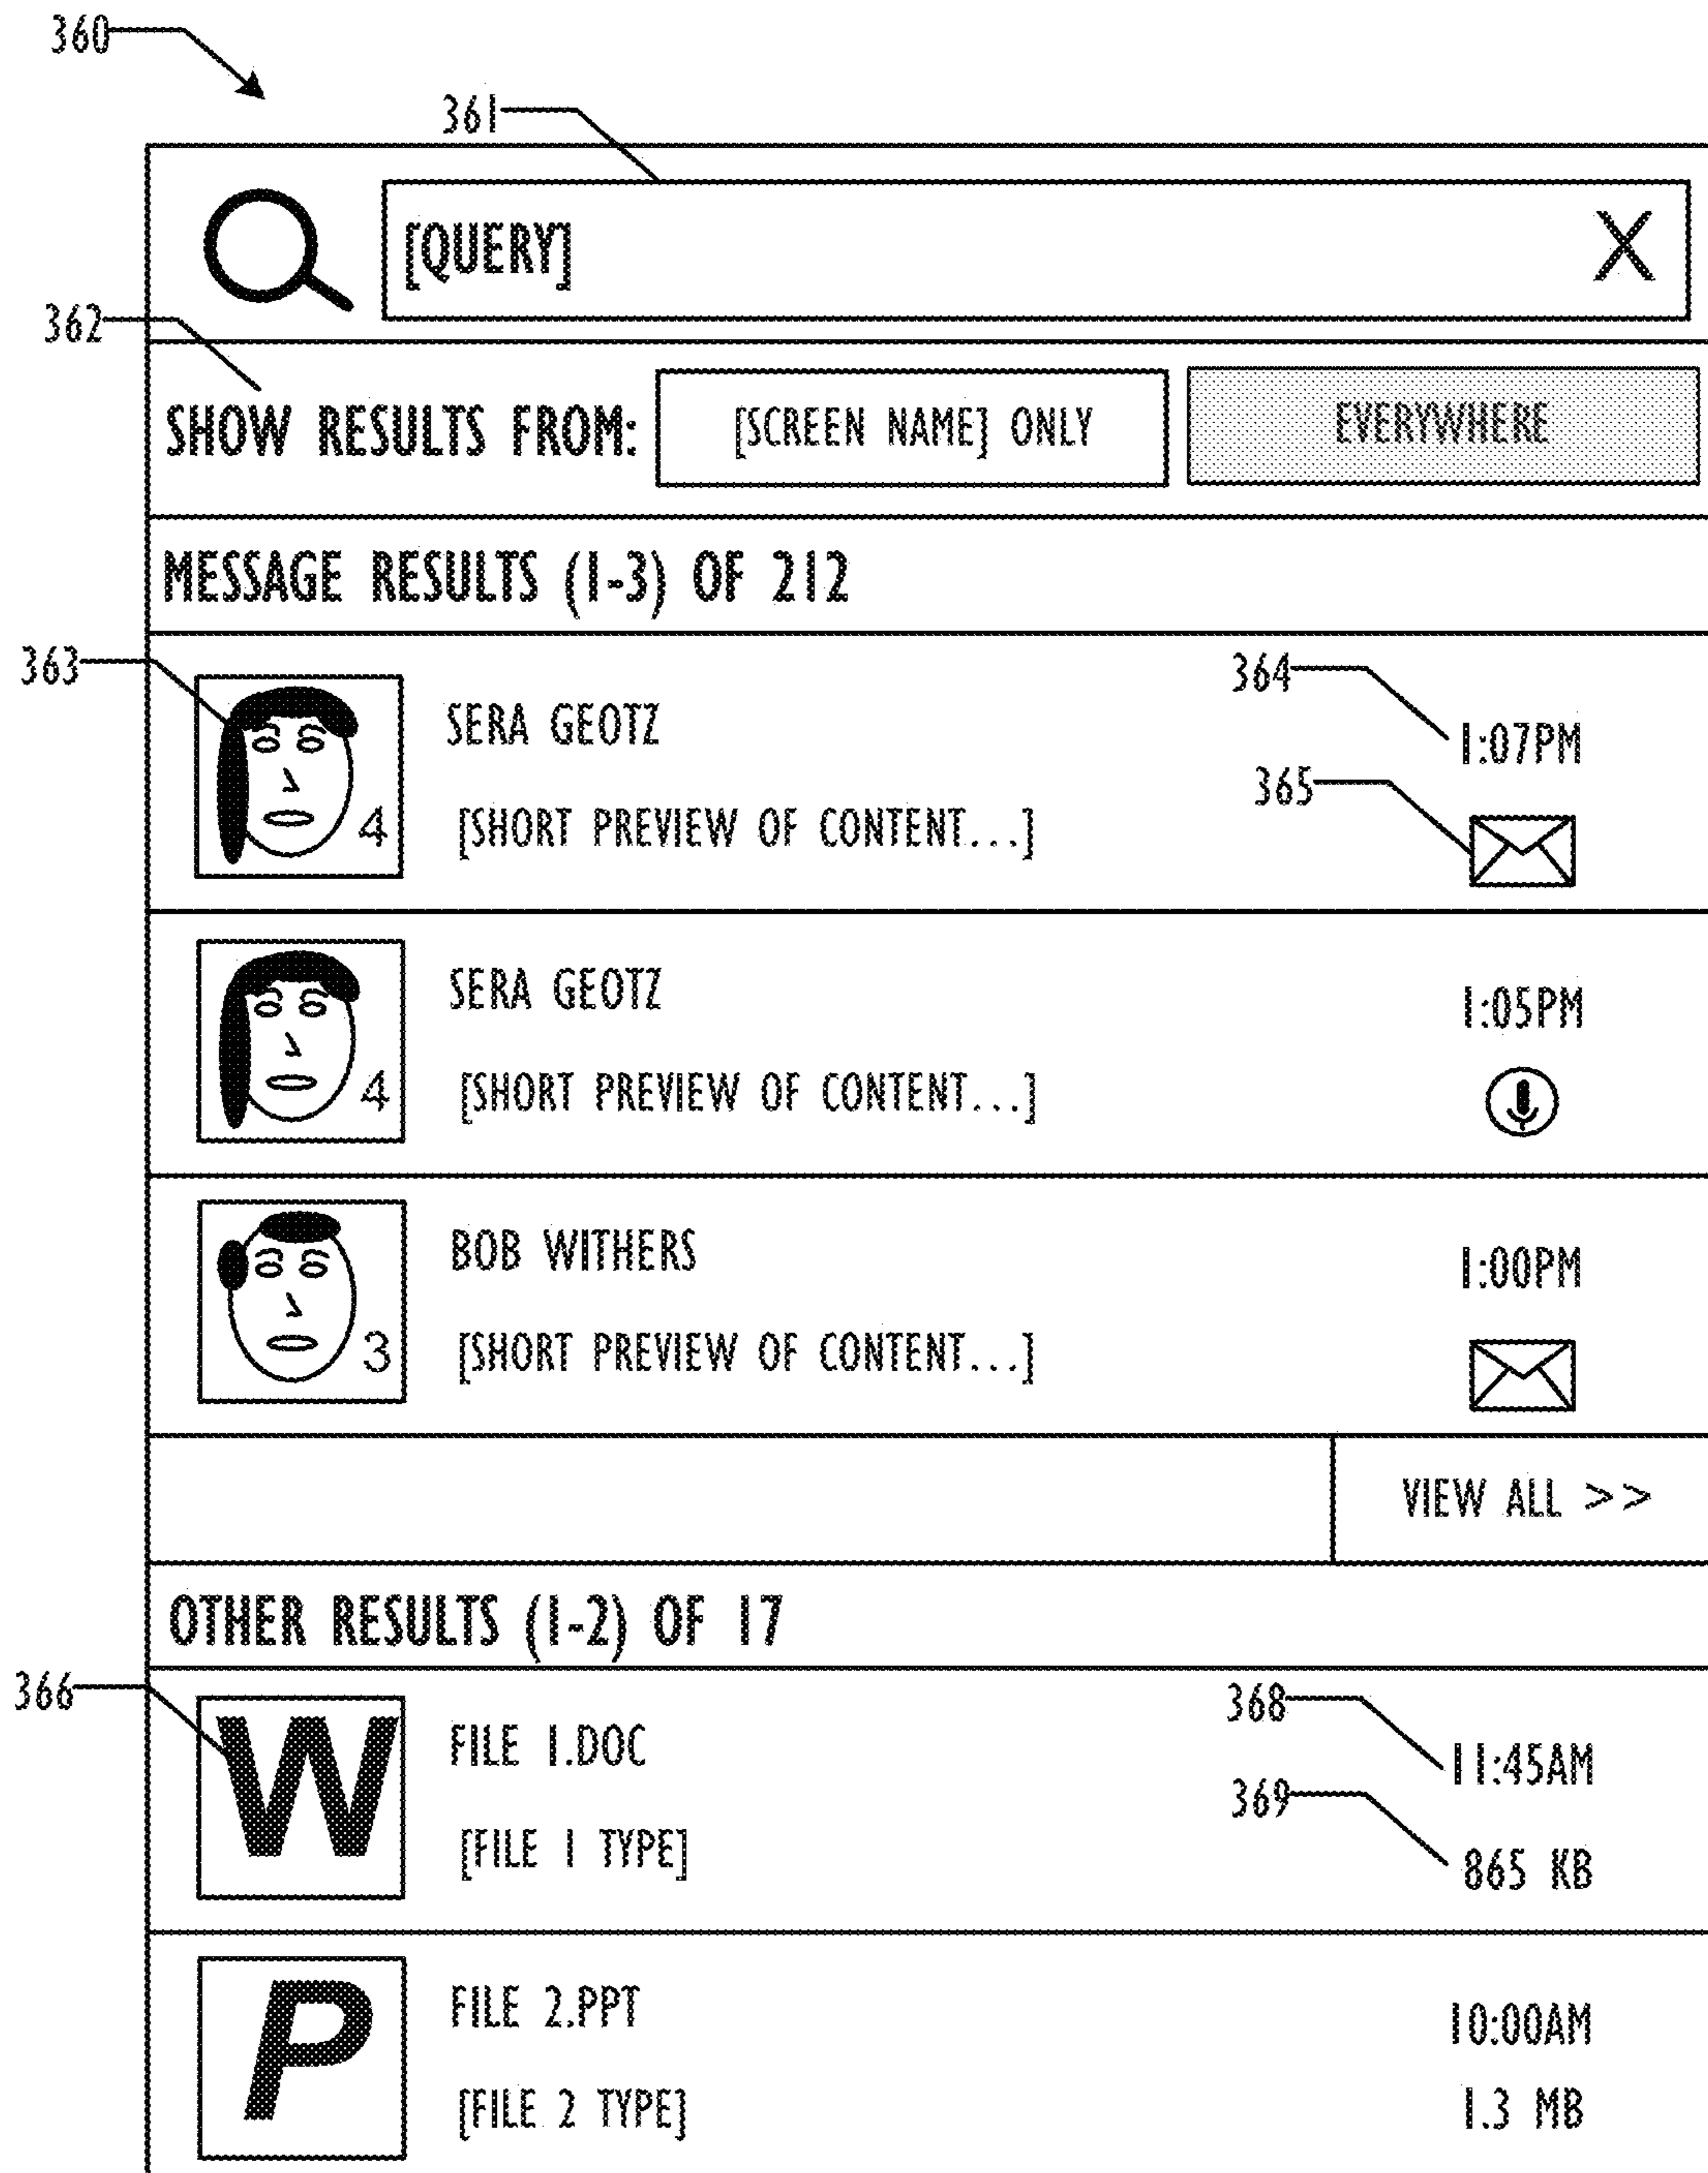 360
361
[QUERY] X
362
SHOW RESULTS FROM: [SCREEN NAME] ONLY EVERYWHERE
MESSAGE RESULTS (1-3) OF 212
363
364
SERA GEOTZ
1:07PM
365
4
[SHORT PREVIEW OF CONTENT...]
SERA GEOTZ
1:05PM
4
[SHORT PREVIEW OF CONTENT...]
BOB WITHERS
1:00PM
3
[SHORT PREVIEW OF CONTENT...]
VIEW ALL >>
OTHER RESULTS (1-2) OF 17
366
368
W
FILE 1.DOC
11:45AM
369
[FILE 1 TYPE]
865 KB
P
FILE 2.PPT
10:00AM
[FILE 2 TYPE]
1.3 MB